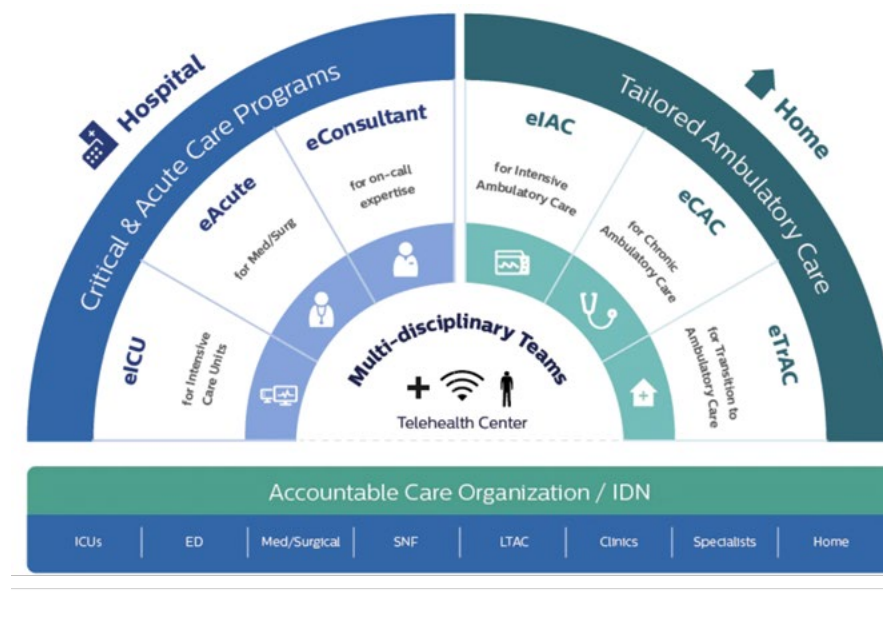 Hospital
Home
Critical & Acute Care Programs
Tailored Ambulatory Care
eICU
for Intensive
Care Units
eAcute
for Med/Surg
eConsultant
for on-call
expertise
eIAC
for Intensive
Ambulatory Care
eCAC
for Chronic
Ambulatory Care
eTrAC
for Transition to
Ambulatory Care
Multi-disciplinary Teams
Telehealth Center
Accountable Care Organization / IDN
ICUs
ED
Med/Surgical
SNF
LTAC
Clinics
Specialists
Home